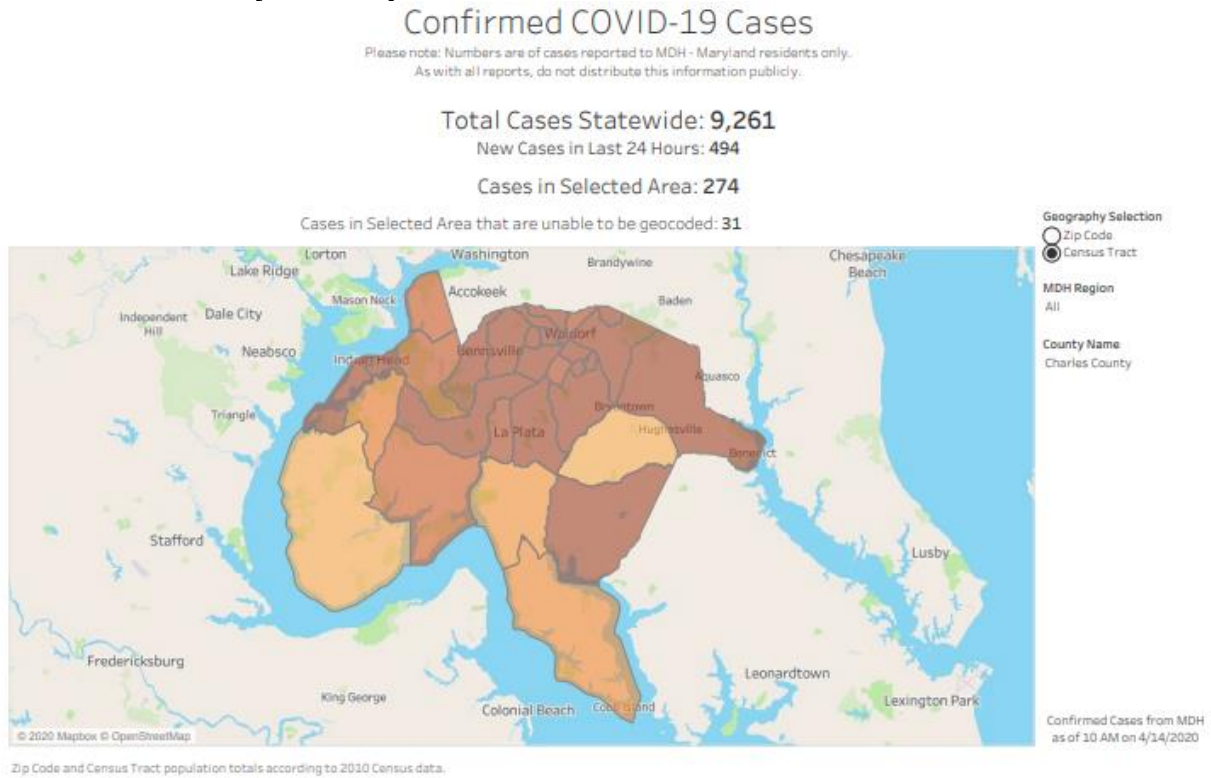 Confirmed COVID-19 Cases
Please note: Numbers are of cases reported to MDH - Maryland residents only.
As with all reports, do not distribute this information publicly.
Total Cases Statewide: 9,261
New Cases in Last 24 Hours: 494
Cases in Selected Area: 274
Cases in Selected Area that are unable to be geocoded: 31
Geography Selection
Zip Code
Census Tract
MDH Region
All
County Name
Charles County
Lorton
Washington
Brandywine
Chesapeake
Beach
Lake Ridge
Mason Neck
Accokeek
Baden
Independent
Hill
Dale City
Waldorf
Neabsco
Indian Head
Bennsville
Aquasco
Triangle
Bryantown
La Plata
Hughesville
Benedict
Stafford
Lusby
Fredericksburg
Leonardtown
King George
Colonial Beach
Cobb Island
Lexington Park
© 2020 Mapbox © OpenStreetMap
Confirmed Cases from MDH
as of 10 AM on 4/14/2020
Zip Code and Census Tract population totals according to 2010 Census data.